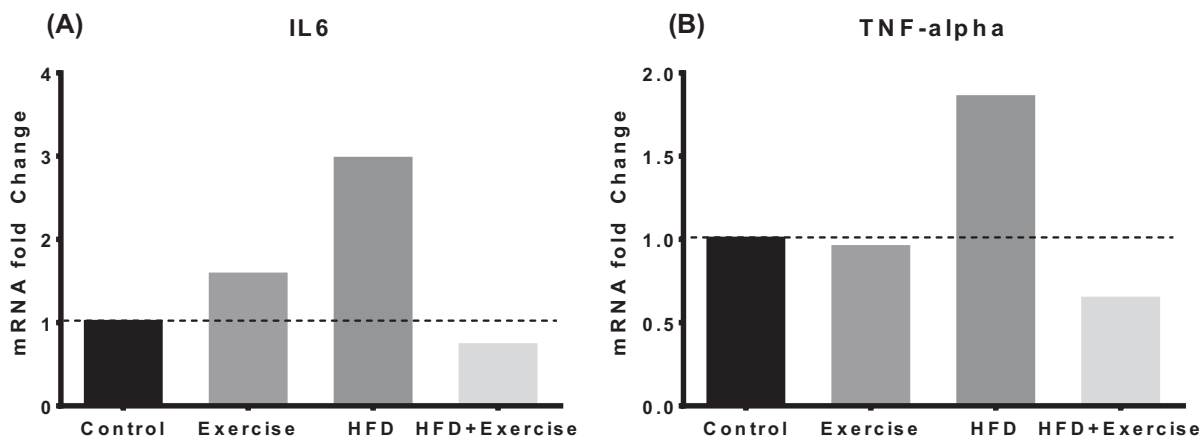 (A) IL6
mRNA fold Change
4
3
2
1
0
Control Exercise HFD HFD+Exercise
(B) TNF-alpha
mRNA fold Change
2.0
1.5
1.0
0.5
0.0
Control Exercise HFD HFD+Exercise